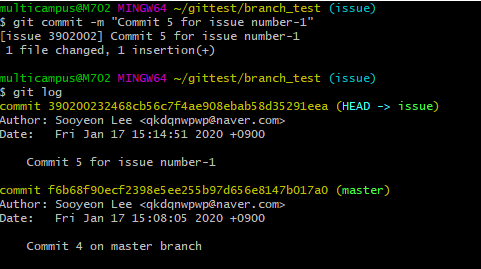 multicampus@M702 MINGW64 ~/gittest/branch_test (issue)
$ git commit -m "Commit 5 for issue number-1"
[issue 3902002] Commit 5 for issue number-1
 1 file changed, 1 insertion(+)

multicampus@M702 MINGW64 ~/gittest/branch_test (issue)
$ git log
commit 390200232468cb56c7f4ae908ebab58d35291eea (HEAD -> issue)
Author: Sooyeon Lee <qkdqnwpwp@naver.com>
Date:   Fri Jan 17 15:14:51 2020 +0900

    Commit 5 for issue number-1

commit f6b68f90ecf2398e5ee255b97d656e8147b017a0 (master)
Author: Sooyeon Lee <qkdqnwpwp@naver.com>
Date:   Fri Jan 17 15:08:05 2020 +0900

    Commit 4 on master branch